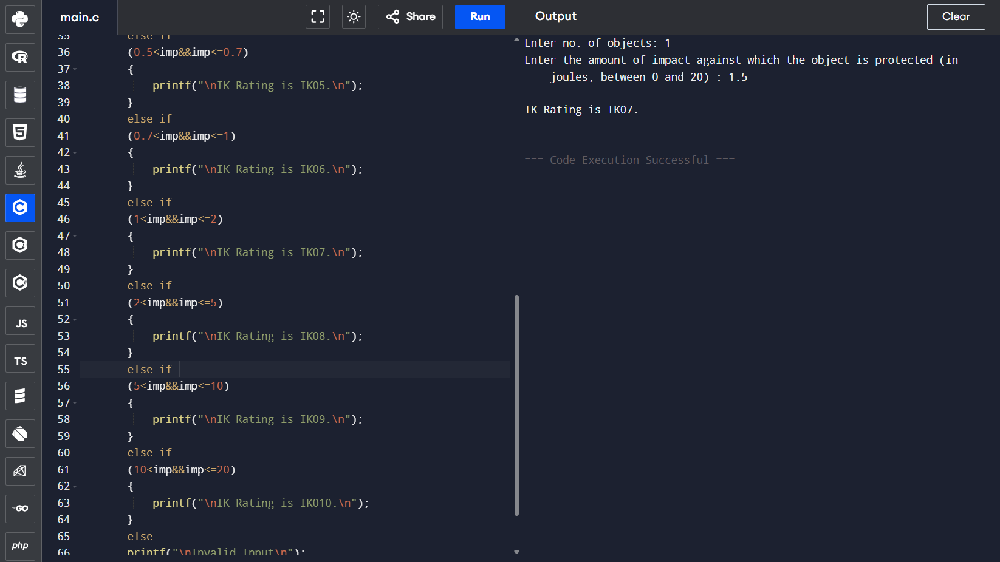 main.c
Share
Run
Output
Clear
35 else if
36 (0.5<imp&&imp<=0.7)
37 {
38 printf("\nIK Rating is IK05.\n");
39 }
40 else if
41 (0.7<imp&&imp<=1)
42 {
43 printf("\nIK Rating is IK06.\n");
44 }
45 else if
46 (1<imp&&imp<=2)
47 {
48 printf("\nIK Rating is IK07.\n");
49 }
50 else if
51 (2<imp&&imp<=5)
52 {
53 printf("\nIK Rating is IK08.\n");
54 }
55 else if
56 (5<imp&&imp<=10)
57 {
58 printf("\nIK Rating is IK09.\n");
59 }
60 else if
61 (10<imp&&imp<=20)
62 {
63 printf("\nIK Rating is IK010.\n");
64 }
65 else
66 printf("\nInvalid Input\n");
Enter no. of objects: 1
Enter the amount of impact against which the object is protected (in
joules, between 0 and 20) : 1.5
IK Rating is IK07.
=== Code Execution Successful ===
R
5
C
C
C
JS
TS
GO
php